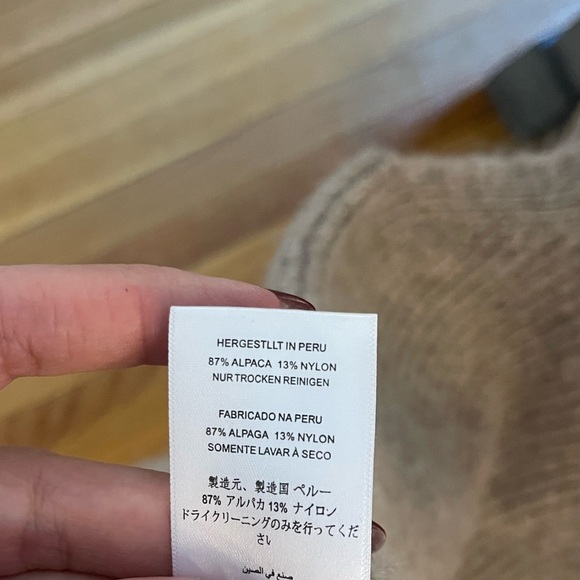 HERGESTLLT IN PERU
87% ALPACA 13% NYLON
NUR TROCKEN REINIGEN
FABRICADO NA PERU
87% ALPAGA 13% NYLON
SOMENTE LAVAR À SECO
製造元、製造国 ペルー
87% アルパカ 13% ナイロン
ドライクリーニングのみを行ってくだ
さい
صنع في الصين